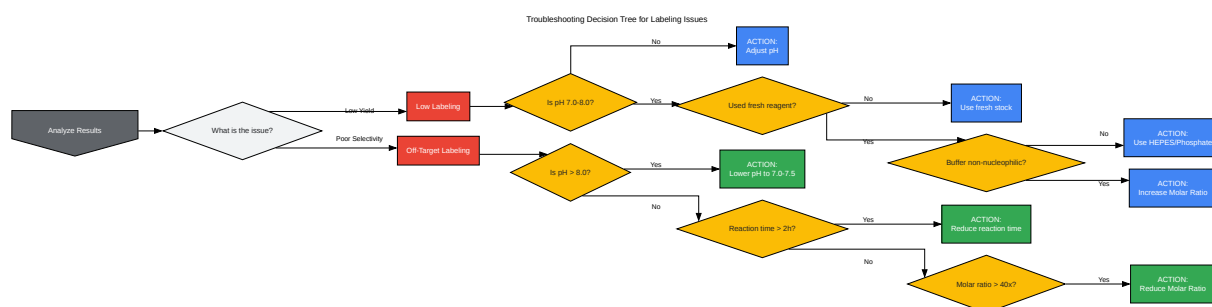 Troubleshooting Decision Tree for Labeling Issues
Analyze Results
What is the issue?
Low Yield
Poor Selectivity
Low Labeling
Off-Target Labeling
Is pH 7.0-8.0?
No
ACTION:
Adjust pH
Yes
Used fresh reagent?
No
ACTION:
Use fresh stock
Yes
Buffer non-nucleophilic?
No
ACTION:
Use HEPES/Phosphate
Yes
ACTION:
Increase Molar Ratio
Is pH > 8.0?
Yes
ACTION:
Lower pH to 7.0-7.5
No
Reaction time > 2h?
Yes
ACTION:
Reduce reaction time
No
Molar ratio > 40x?
Yes
ACTION:
Reduce Molar Ratio